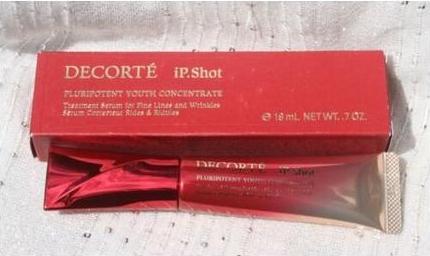 DECORTÉ iP.Shot
PLURIPOTENT YOUTH CONCENTRATE
Treatment Serum for Fine Lines and Wrinkles
Sérum Correcteur Rides & Ridules
℮ 18 mL NET WT. .7 OZ.
DECORTÉ iP.Shot
PLURIPOTENT YOUTH CONCENTRATE